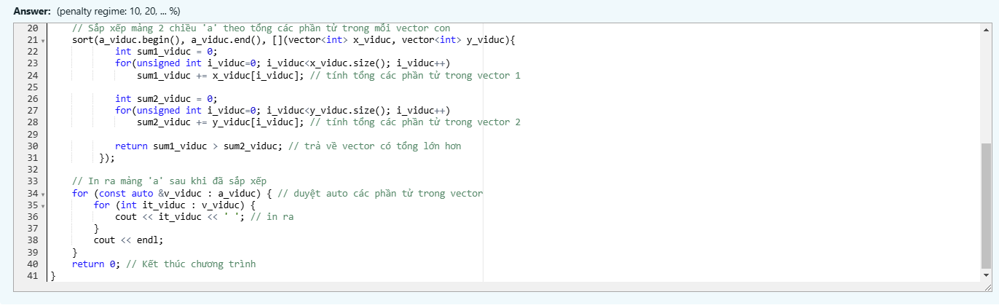 Answer: (penalty regime: 10, 20, ... %)
20 // Sắp xếp mảng 2 chiều 'a' theo tổng các phần tử trong mỗi vector con
21 sort(a_viduc.begin(), a_viduc.end(), [](vector<int> x_viduc, vector<int> y_viduc){
22 int sum1_viduc = 0;
23 for(unsigned int i_viduc=0; i_viduc<x_viduc.size(); i_viduc++)
24 sum1_viduc += x_viduc[i_viduc]; // tính tổng các phần tử trong vector 1
25
26 int sum2_viduc = 0;
27 for(unsigned int i_viduc=0; i_viduc<y_viduc.size(); i_viduc++)
28 sum2_viduc += y_viduc[i_viduc]; // tính tổng các phần tử trong vector 2
29
30 return sum1_viduc > sum2_viduc; // trả về vector có tổng lớn hơn
31 });
32
33 // In ra mảng 'a' sau khi đã sắp xếp
34 for (const auto &v_viduc : a_viduc) { // duyệt auto các phần tử trong vector
35 for (int it_viduc : v_viduc) {
36 cout << it_viduc << ' '; // in ra
37 }
38 cout << endl;
39 }
40 return 0; // Kết thúc chương trình
41 }